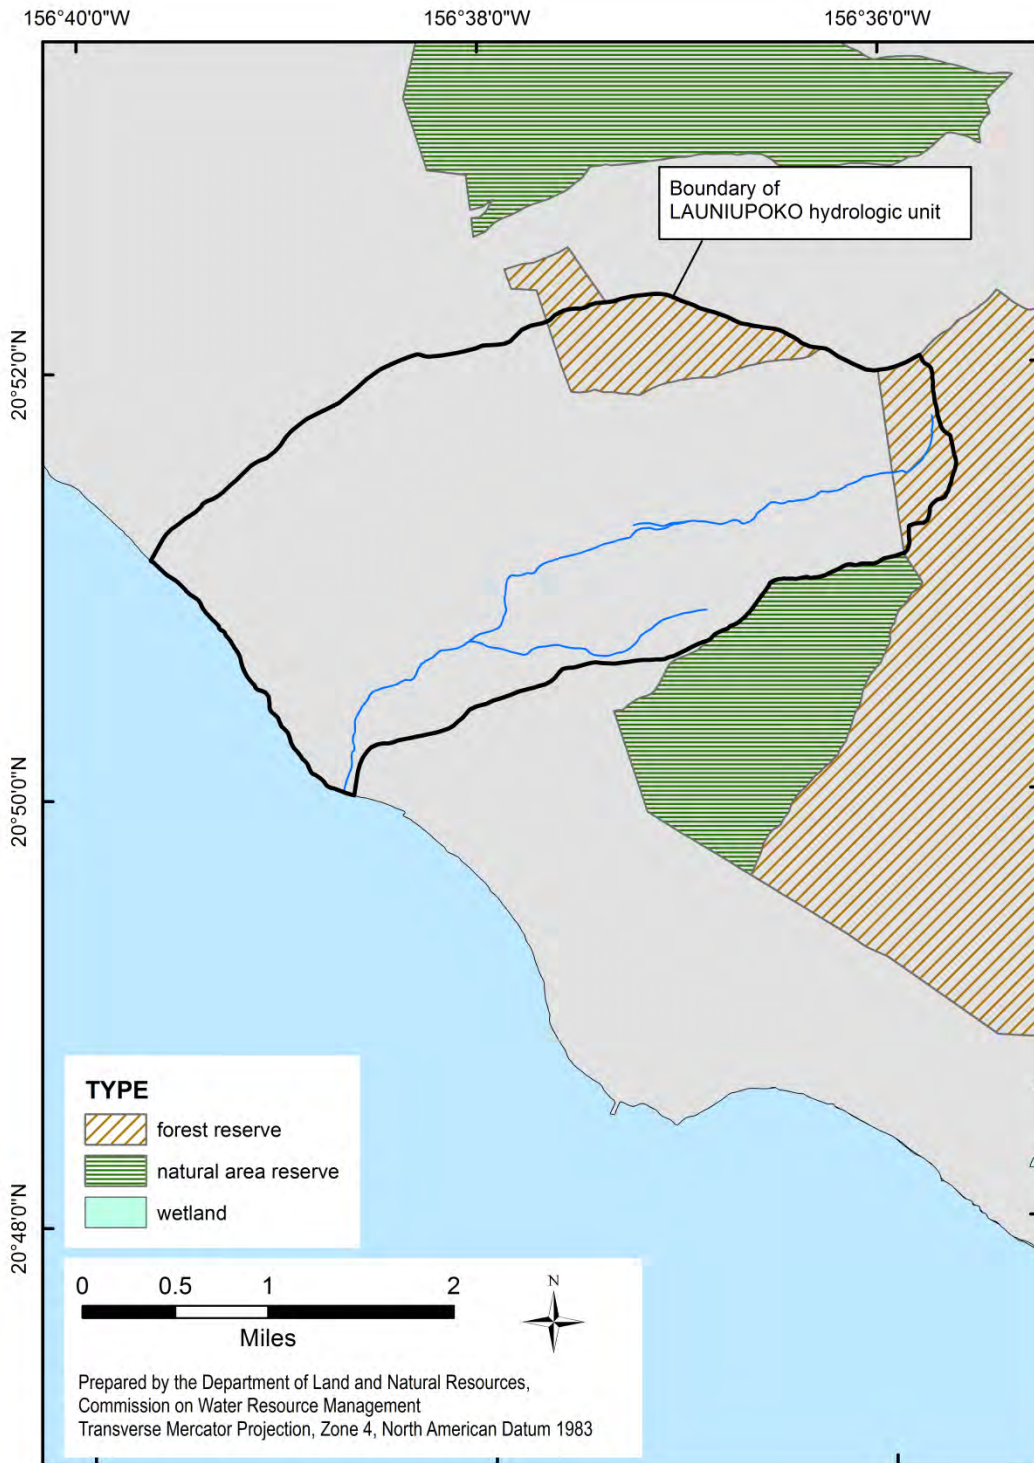 156°40'0"W
156°38'0"W
156°36'0"W
Boundary of
LAUNIUPOKO hydrologic unit
20°52'0"N
20°50'0"N
20°48'0"N
TYPE
forest reserve
natural area reserve
wetland
0 0.5 1 2
Miles
N
Prepared by the Department of Land and Natural Resources,
Commission on Water Resource Management
Transverse Mercator Projection, Zone 4, North American Datum 1983